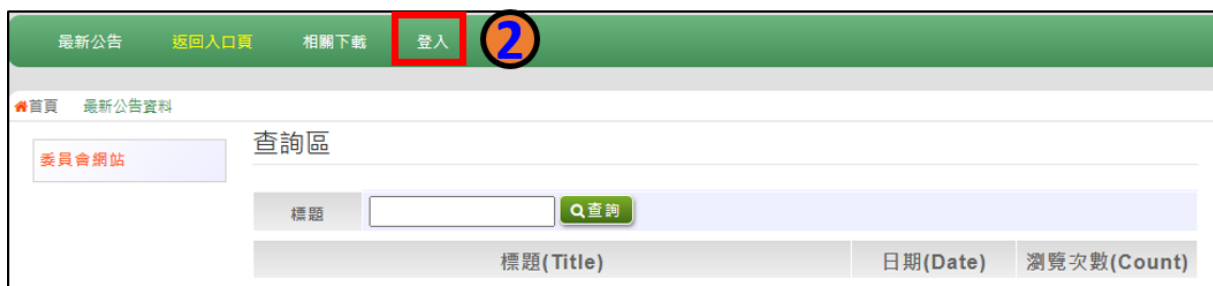 最新公告 返回入口頁 相關下載 登入 2
首頁 最新公告資料
委員會網站
查詢區
標題 查詢
標題(Title) 日期(Date) 瀏覽次數(Count)